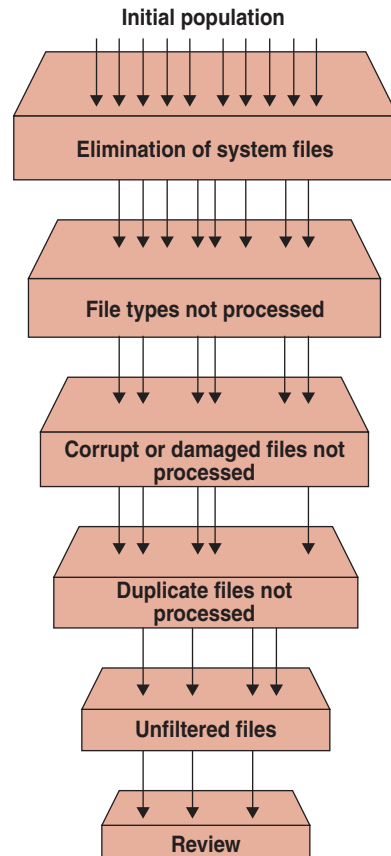 Initial population
Elimination of system files
File types not processed
Corrupt or damaged files not
processed
Duplicate files not
processed
Unfiltered files
Review